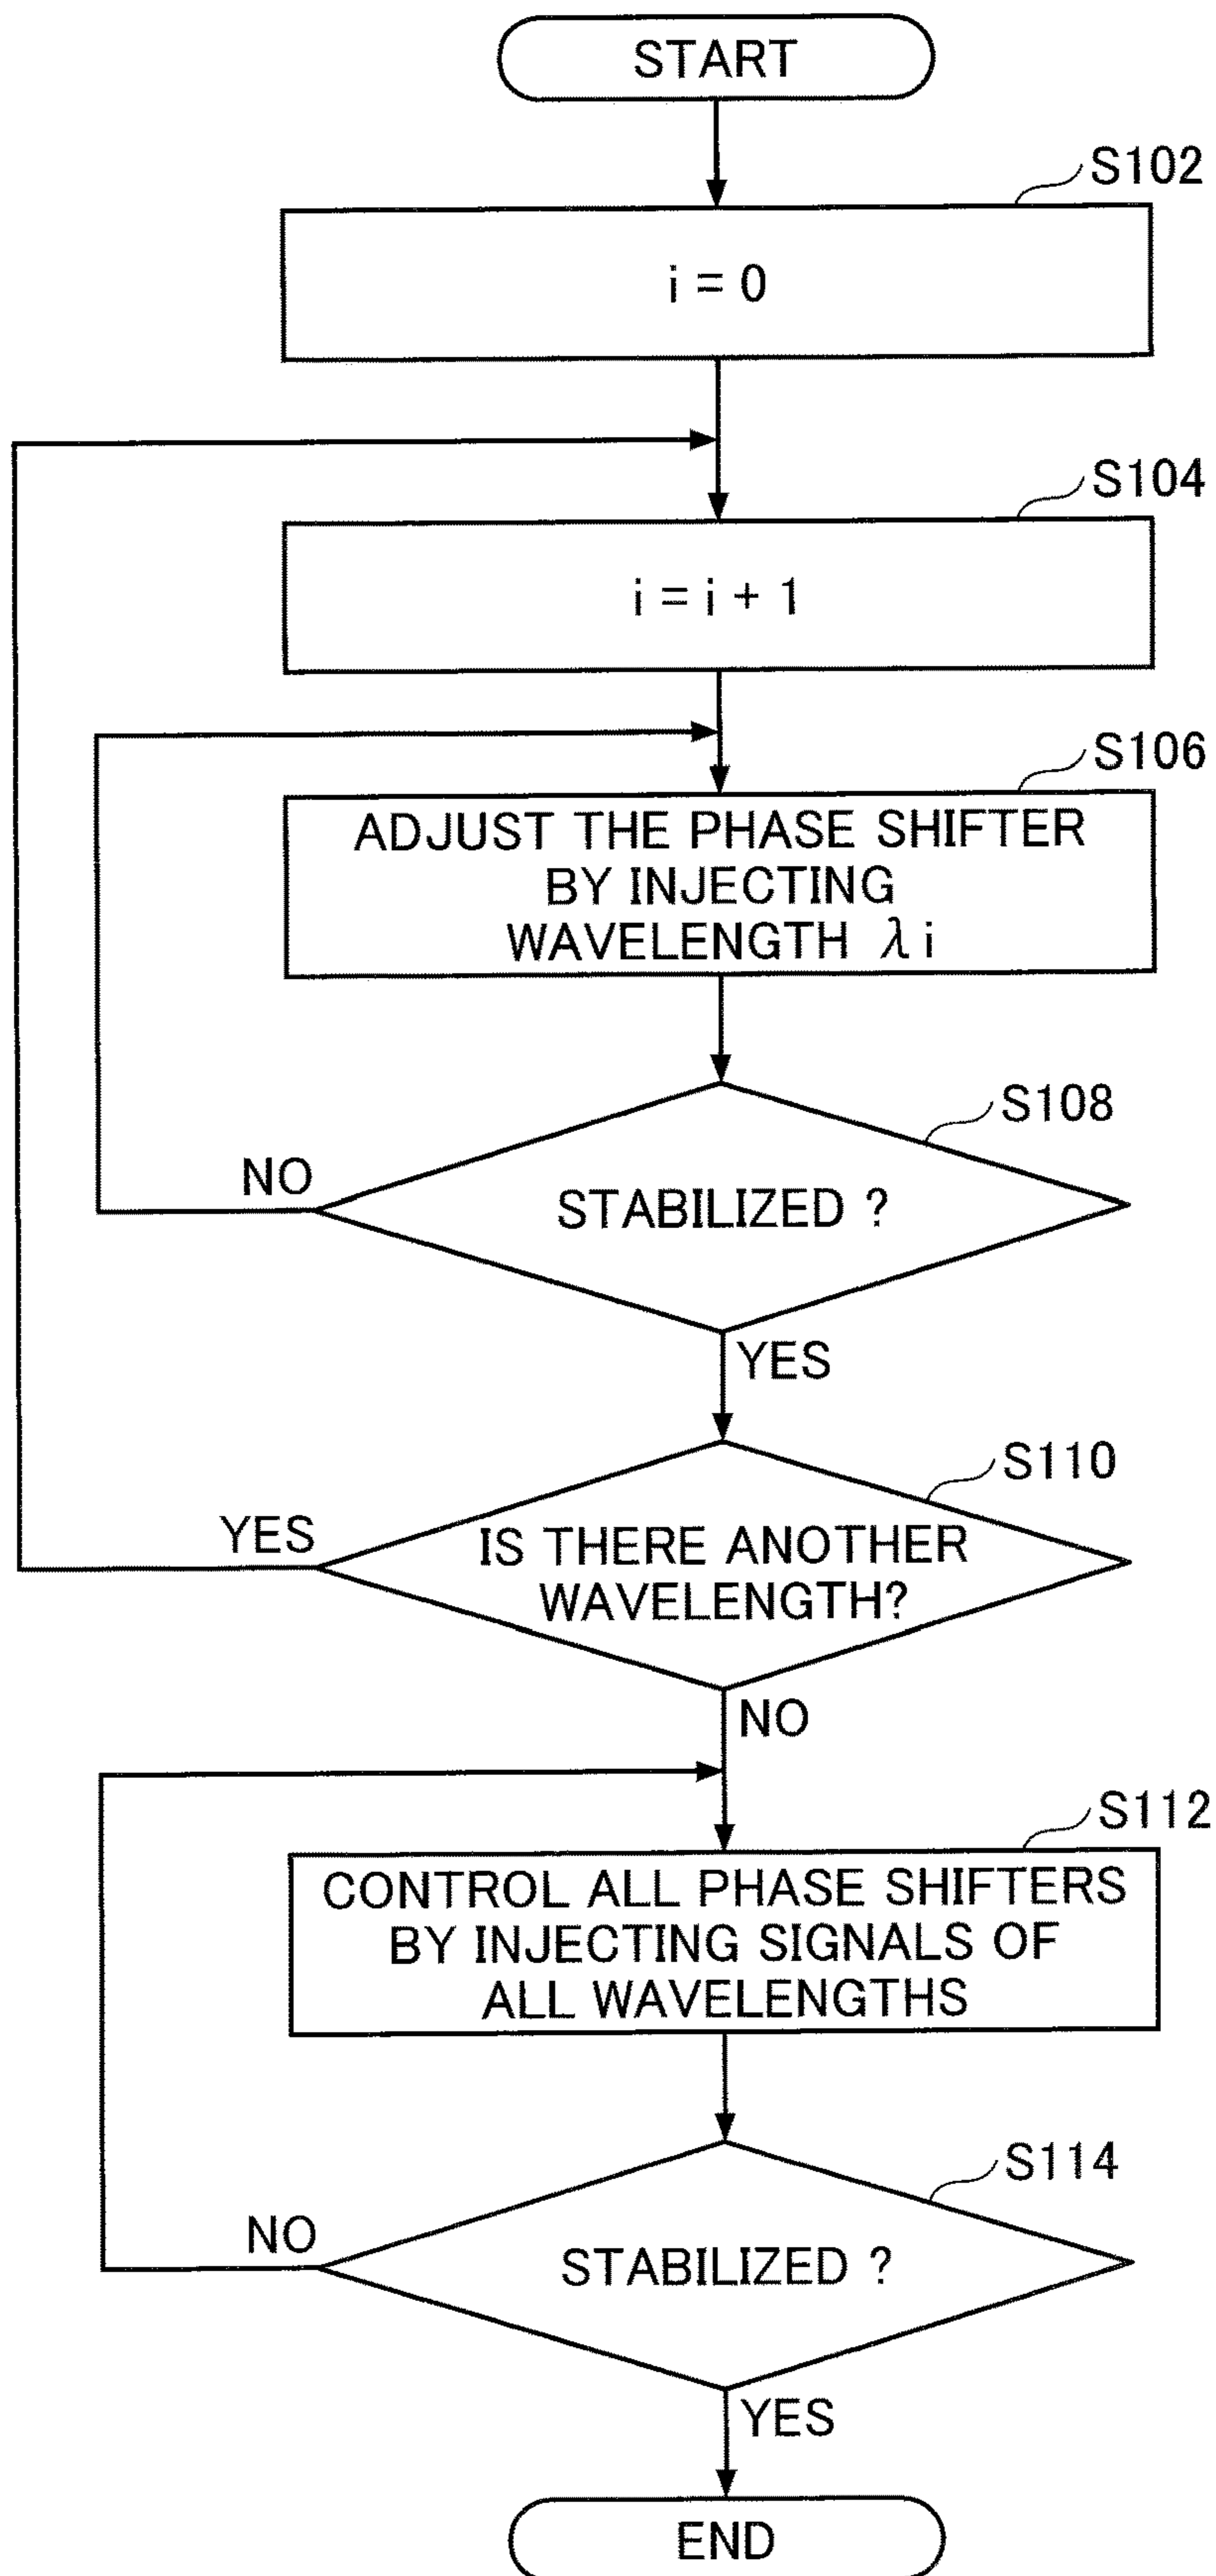 START
S102
i = 0
S104
i = i + 1
S106
ADJUST THE PHASE SHIFTER
BY INJECTING
WAVELENGTH λ i
S108
STABILIZED ?
NO
YES
S110
IS THERE ANOTHER
WAVELENGTH?
YES
NO
S112
CONTROL ALL PHASE SHIFTERS
BY INJECTING SIGNALS OF
ALL WAVELENGTHS
S114
STABILIZED ?
NO
YES
END